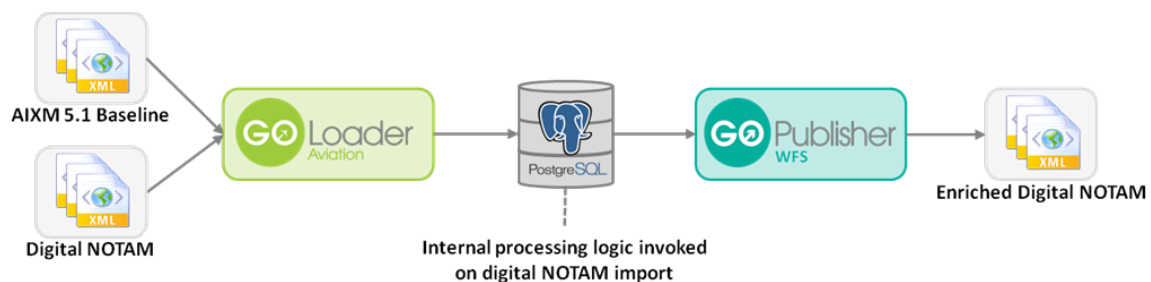 XML
AIXM 5.1 Baseline
XML
Digital NOTAM
GO Loader
Aviation
PostgreSQL
Internal processing logic invoked
on digital NOTAM import
GO Publisher
WFS
XML
Enriched Digital NOTAM